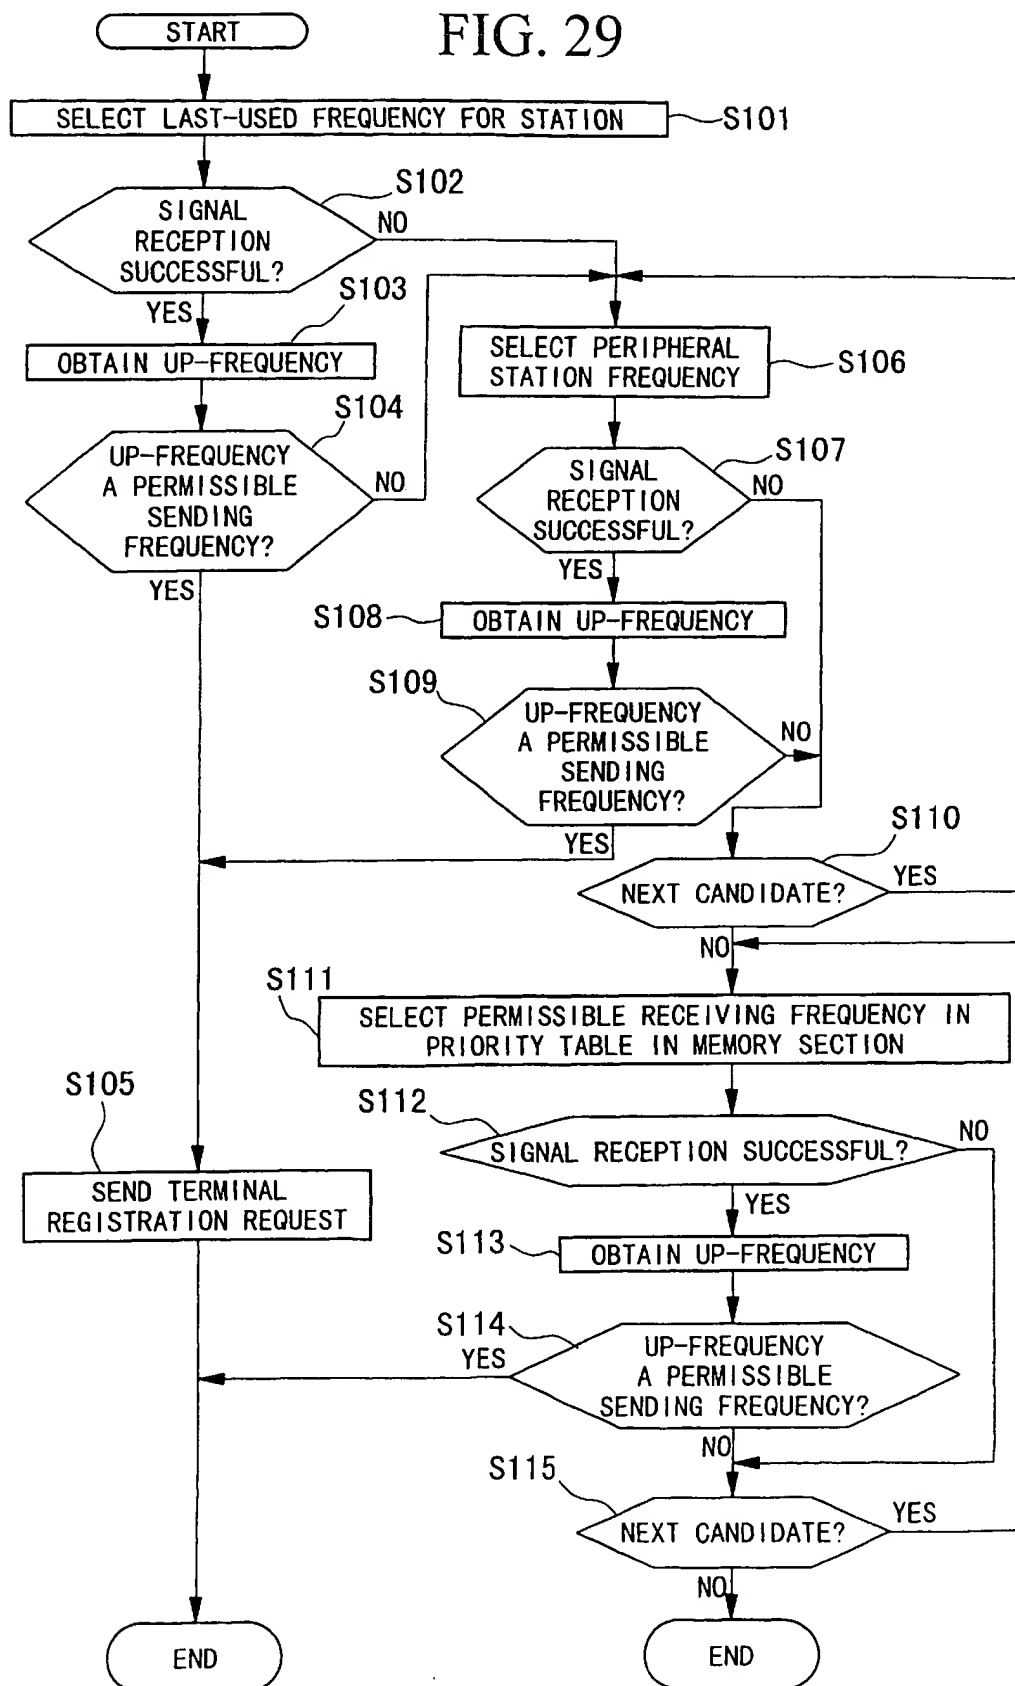 FIG. 29
START
SELECT LAST-USED FREQUENCY FOR STATION
S101
S102
SIGNAL
RECEPTION
SUCCESSFUL?
NO
YES
S103
OBTAIN UP-FREQUENCY
S104
UP-FREQUENCY
A PERMISSIBLE
SENDING
FREQUENCY?
NO
YES
SELECT PERIPHERAL
STATION FREQUENCY
S106
S107
SIGNAL
RECEPTION
SUCCESSFUL?
NO
YES
S108
OBTAIN UP-FREQUENCY
S109
UP-FREQUENCY
A PERMISSIBLE
SENDING
FREQUENCY?
NO
YES
S110
NEXT CANDIDATE?
YES
NO
S111
SELECT PERMISSIBLE RECEIVING FREQUENCY IN
PRIORITY TABLE IN MEMORY SECTION
S105
SEND TERMINAL
REGISTRATION REQUEST
S112
SIGNAL RECEPTION SUCCESSFUL?
NO
YES
S113
OBTAIN UP-FREQUENCY
S114
YES
UP-FREQUENCY
A PERMISSIBLE
SENDING FREQUENCY?
NO
S115
NEXT CANDIDATE?
YES
NO
END
END